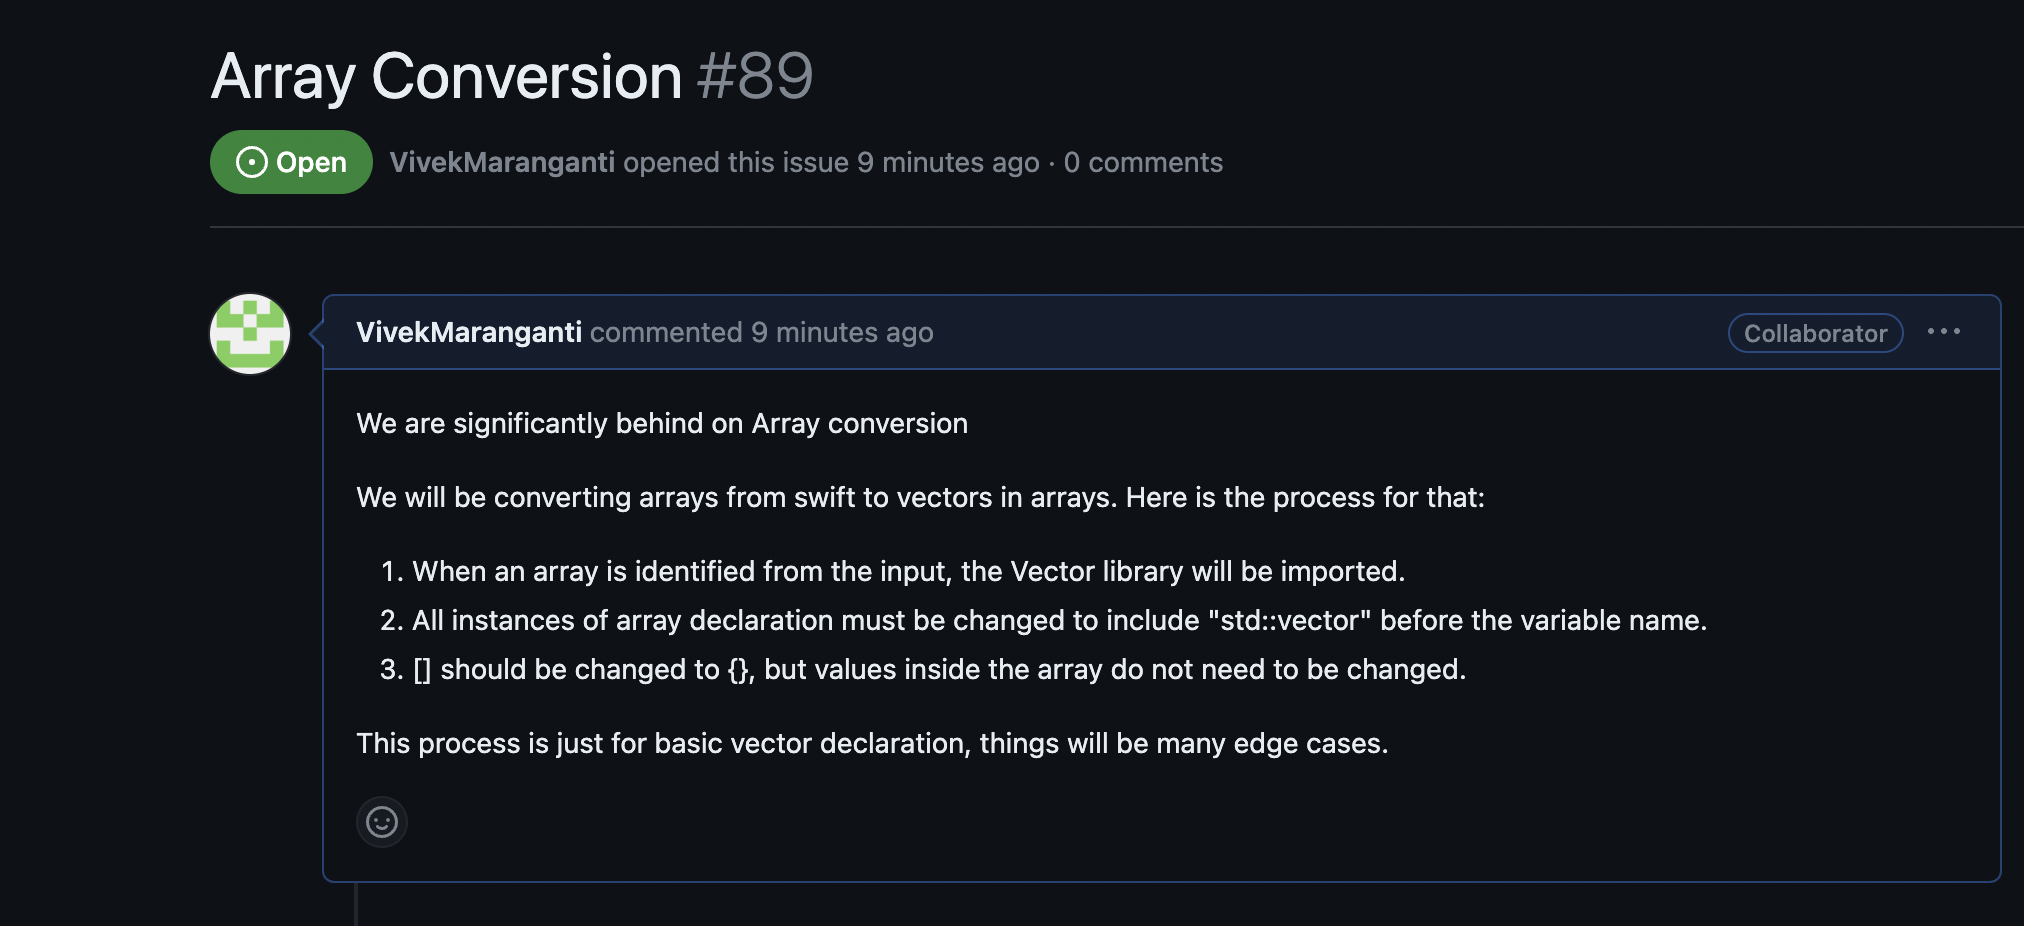 Array Conversion #89
Open VivekMaranganti opened this issue 9 minutes ago · 0 comments
VivekMaranganti commented 9 minutes ago Collaborator ···
We are significantly behind on Array conversion
We will be converting arrays from swift to vectors in arrays. Here is the process for that:
1. When an array is identified from the input, the Vector library will be imported.
2. All instances of array declaration must be changed to include "std::vector" before the variable name.
3. [] should be changed to {}, but values inside the array do not need to be changed.
This process is just for basic vector declaration, things will be many edge cases.